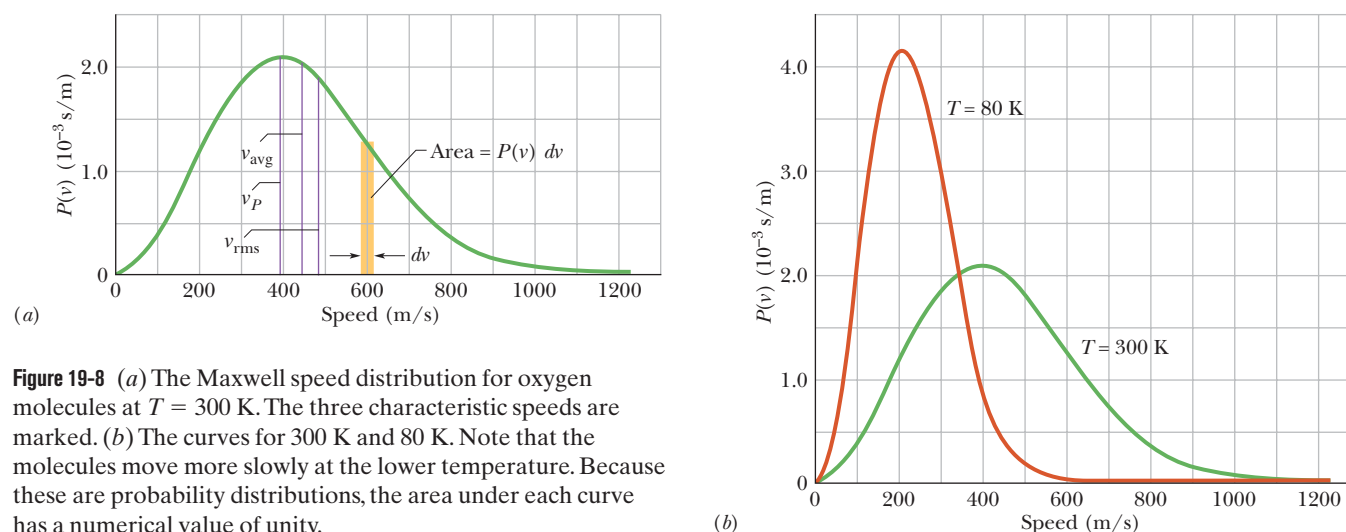 2.0
1.0
0
P(v) (10⁻³ s/m)
v_avg
v_P
v_rms
Area = P(v) dv
dv
0 200 400 600 800 1000 1200
Speed (m/s)
(a)
Figure 19-8 (a) The Maxwell speed distribution for oxygen
molecules at T = 300 K. The three characteristic speeds are
marked. (b) The curves for 300 K and 80 K. Note that the
molecules move more slowly at the lower temperature. Because
these are probability distributions, the area under each curve
has a numerical value of unity.
4.0
3.0
2.0
1.0
0
P(v) (10⁻³ s/m)
T = 80 K
T = 300 K
0 200 400 600 800 1000 1200
Speed (m/s)
(b)